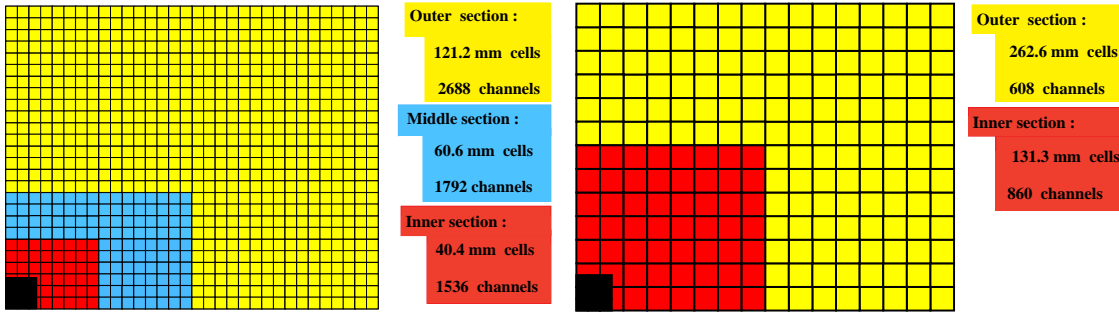 Outer section :
121.2 mm cells
2688 channels
Middle section :
60.6 mm cells
1792 channels
Inner section :
40.4 mm cells
1536 channels
Outer section :
262.6 mm cells
608 channels
Inner section :
131.3 mm cells
860 channels